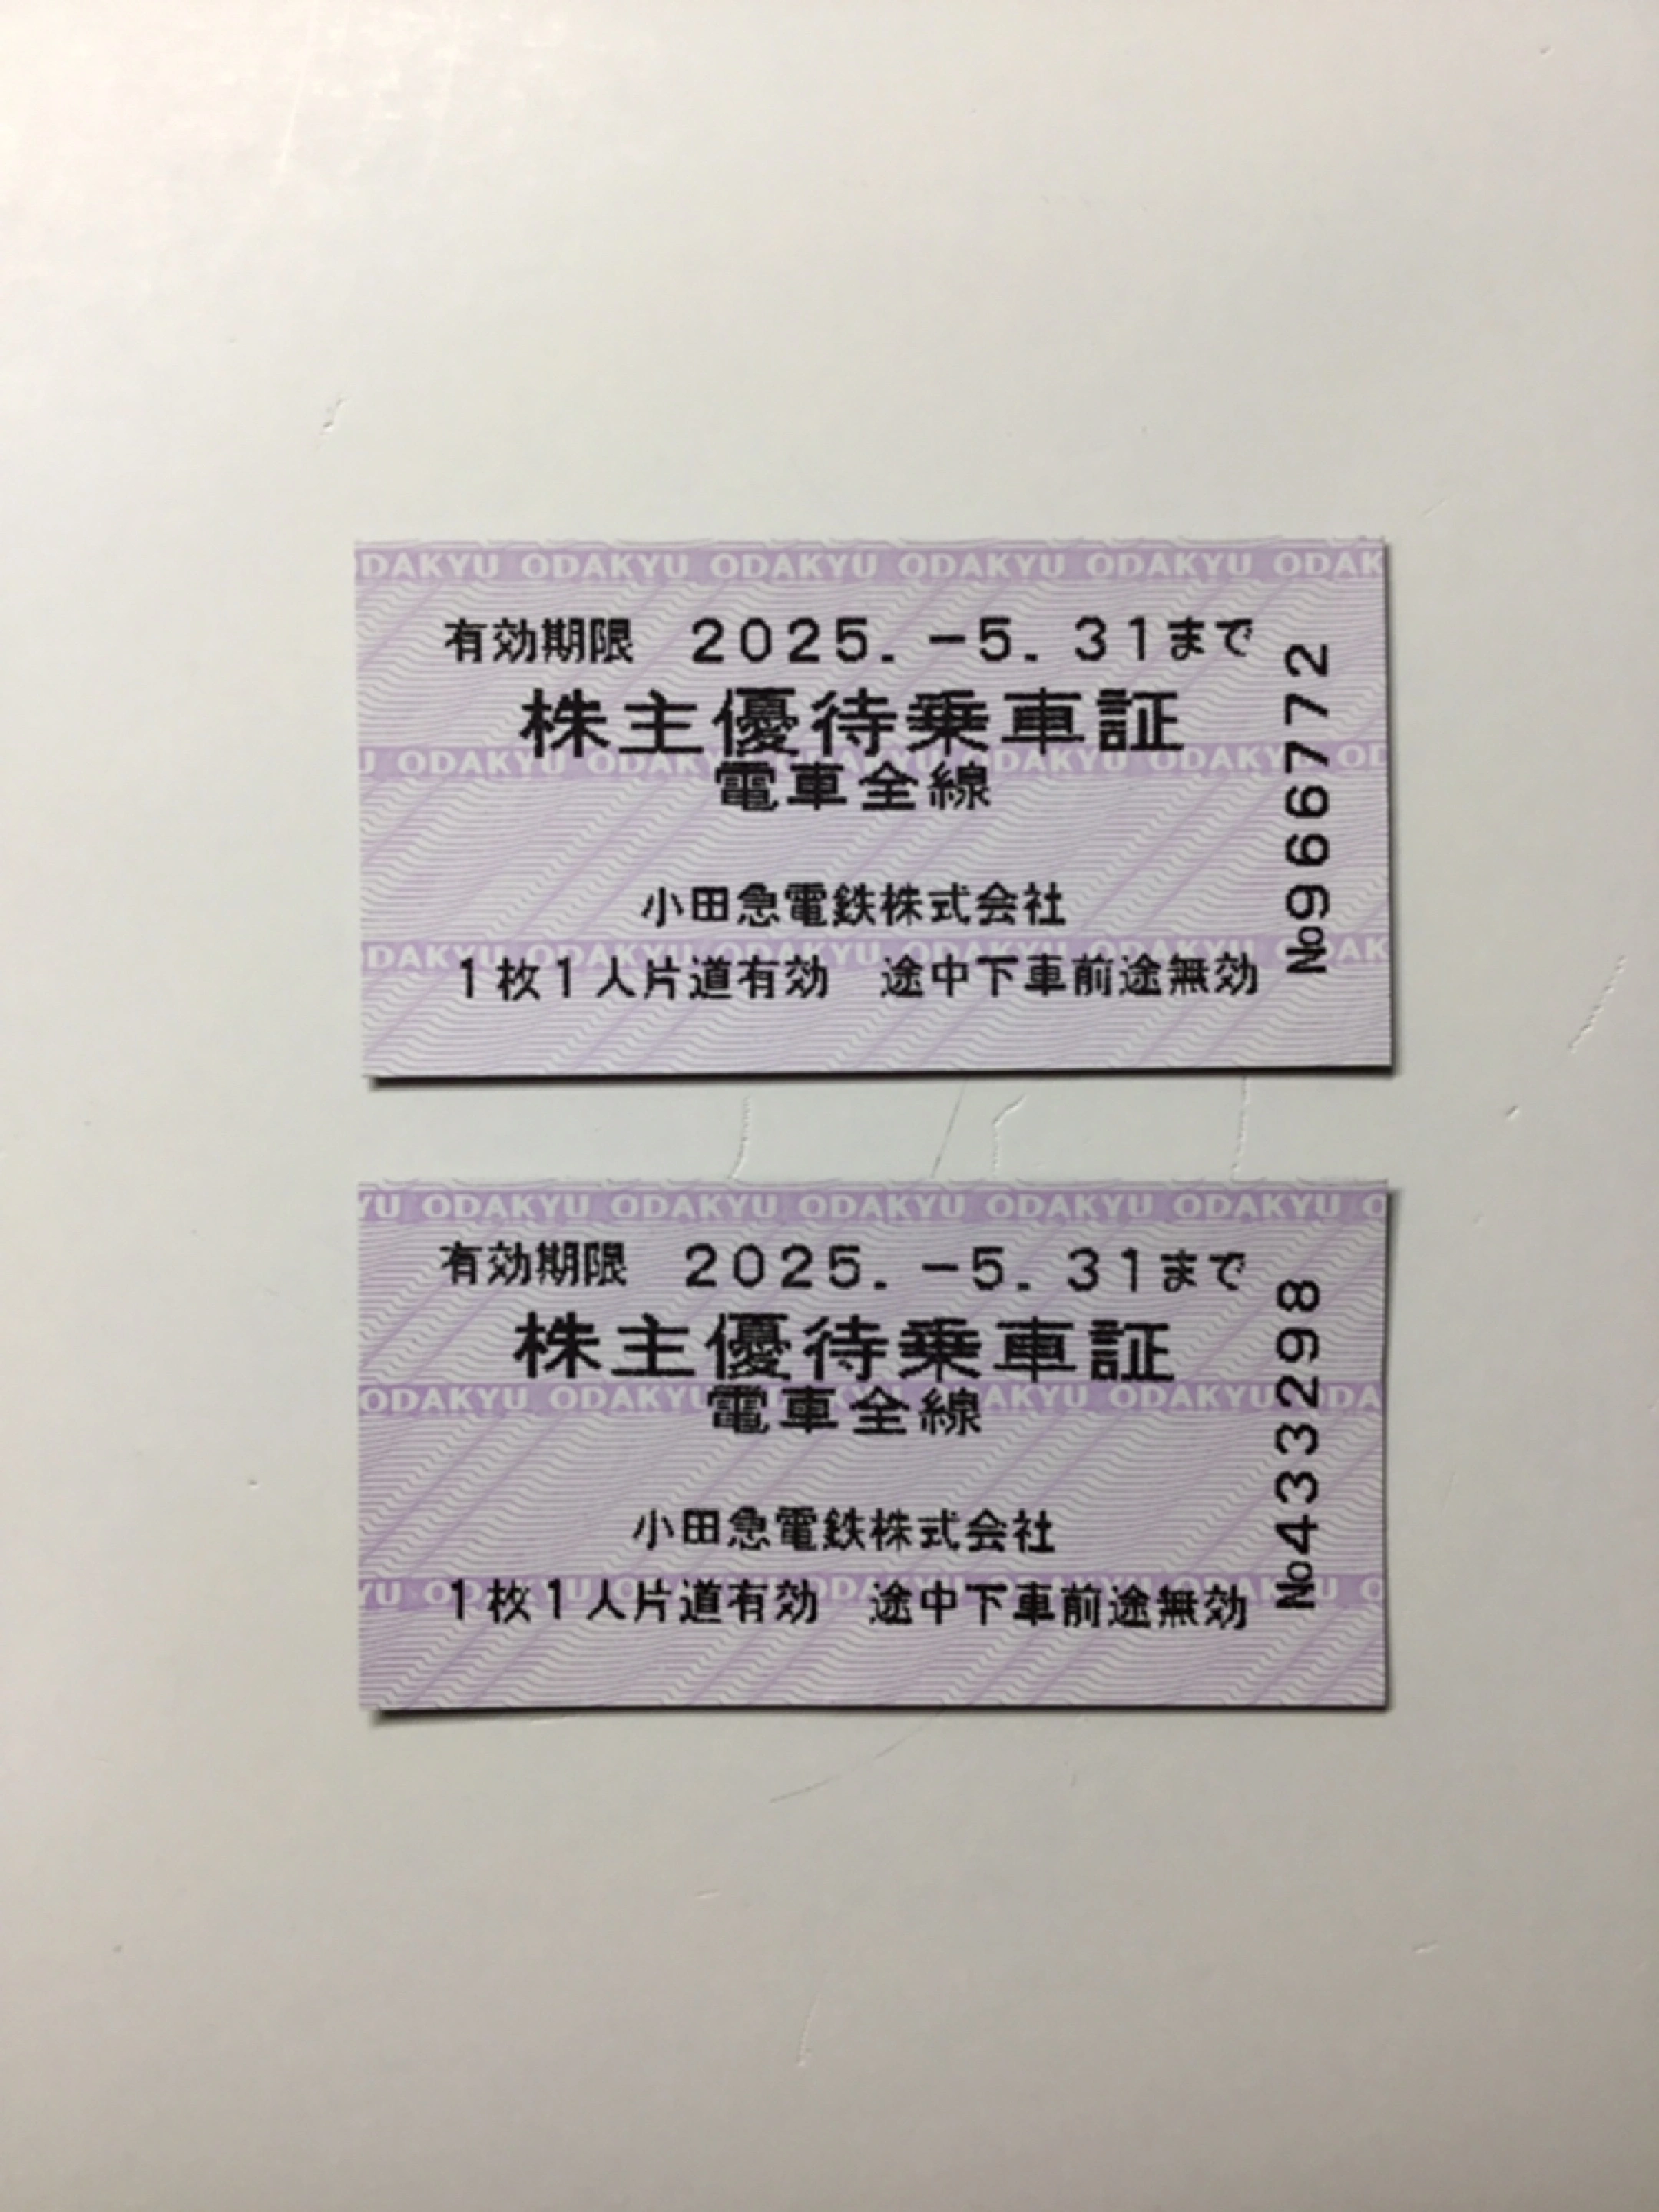 DAKYU ODAKYU ODAKYU ODAKYU ODAKYU ODAK
有効期限 2025.-5.31まで
株主優待乗車証
電車全線
小田急電鉄株式会社
1枚1人片道有効 途中下車前途無効
№966772
YU ODAKYU ODAKYU ODAKYU ODAKYU ODAKYU O
有効期限 2025.-5.31まで
株主優待乗車証
電車全線
小田急電鉄株式会社
1枚1人片道有効 途中下車前途無効
№433298